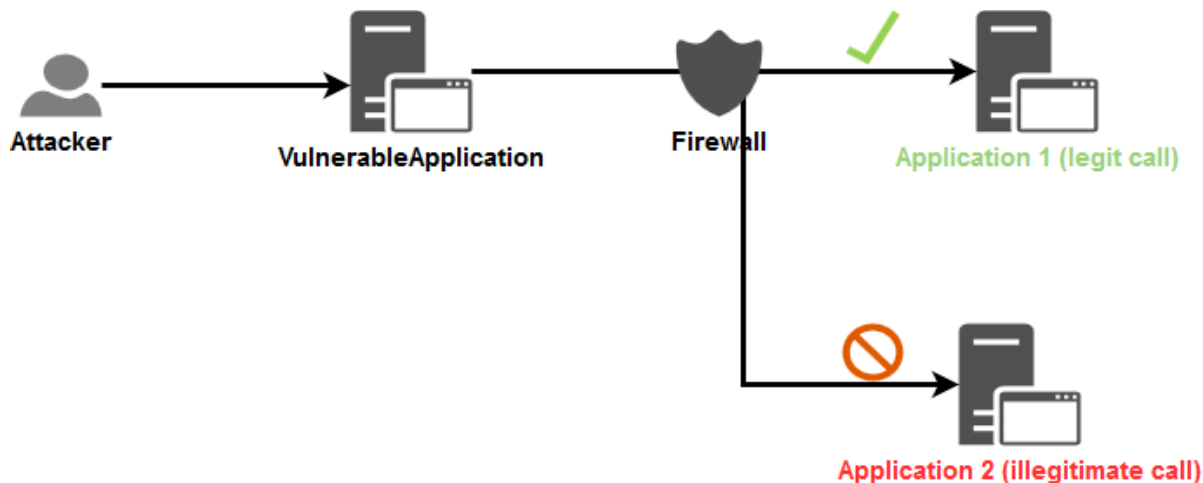 Attacker
VulnerableApplication
Firewall
Application 1 (legit call)
Application 2 (illegitimate call)